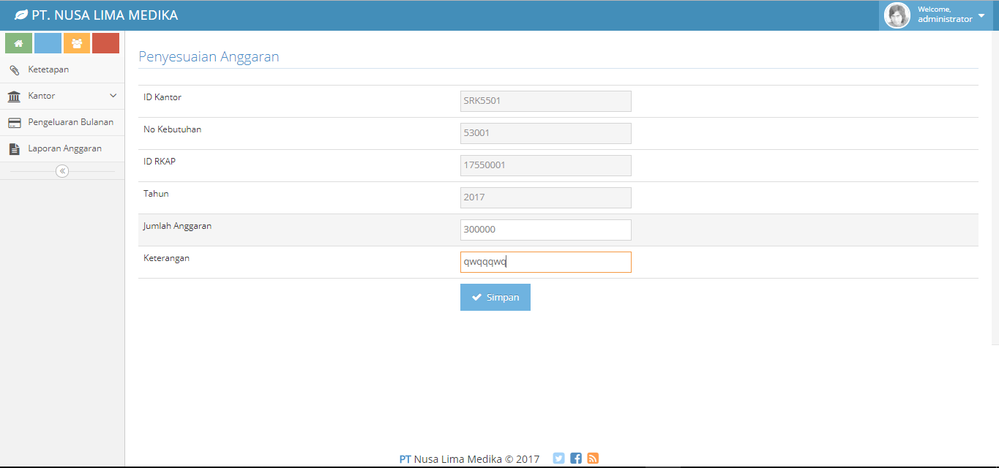 PT. NUSA LIMA MEDIKA
Welcome,
administrator
Ketetapan
Kantor
Pengeluaran Bulanan
Laporan Anggaran
Penyesuaian Anggaran
ID Kantor SRK5501
No Kebutuhan 53001
ID RKAP 17550001
Tahun 2017
Jumlah Anggaran 300000
Keterangan qwqqqwq
Simpan
PT Nusa Lima Medika © 2017